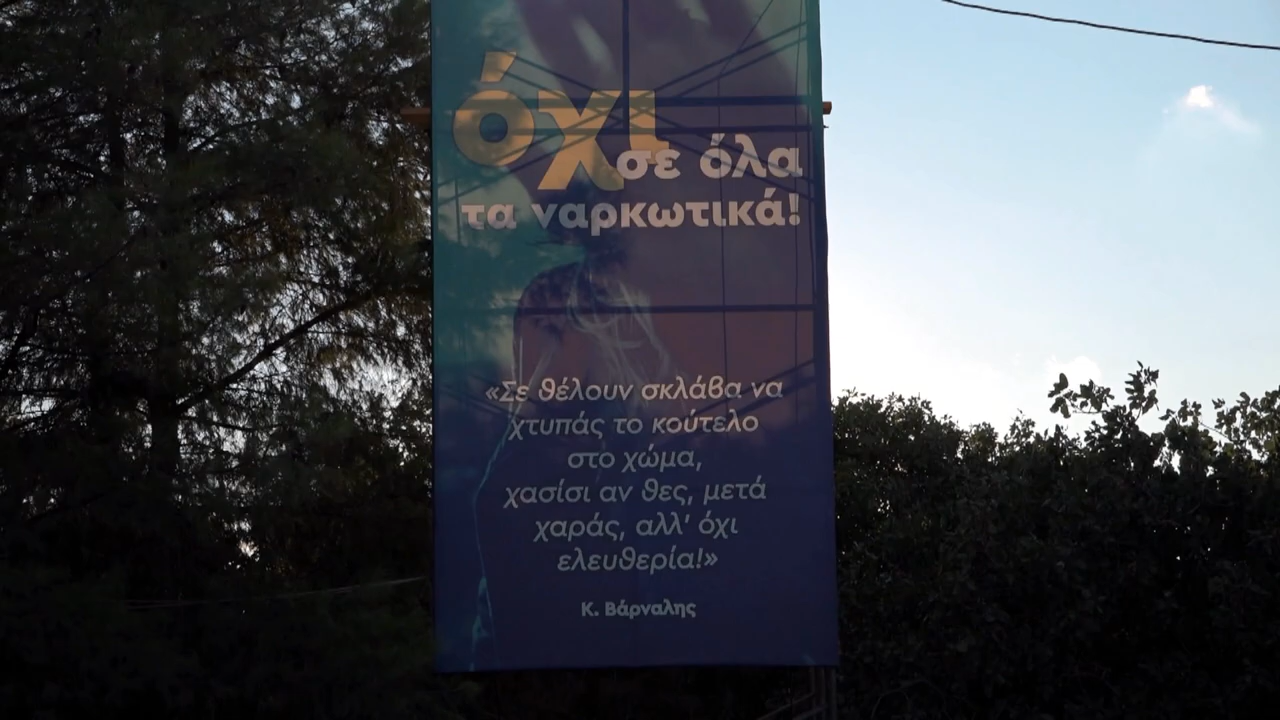 όχι σε όλα
τα ναρκωτικά!
«Σε θέλουν σκλάβα να
χτυπάς το κούτελο
στο χώμα,
χασίσι αν θες, μετά
χαράς, αλλ' όχι
ελευθερία!»
Κ. Βάρναλης